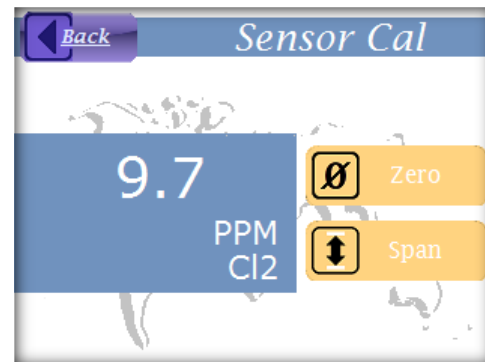 Back
Sensor Cal
9.7
PPM
Cl2
Zero
Span